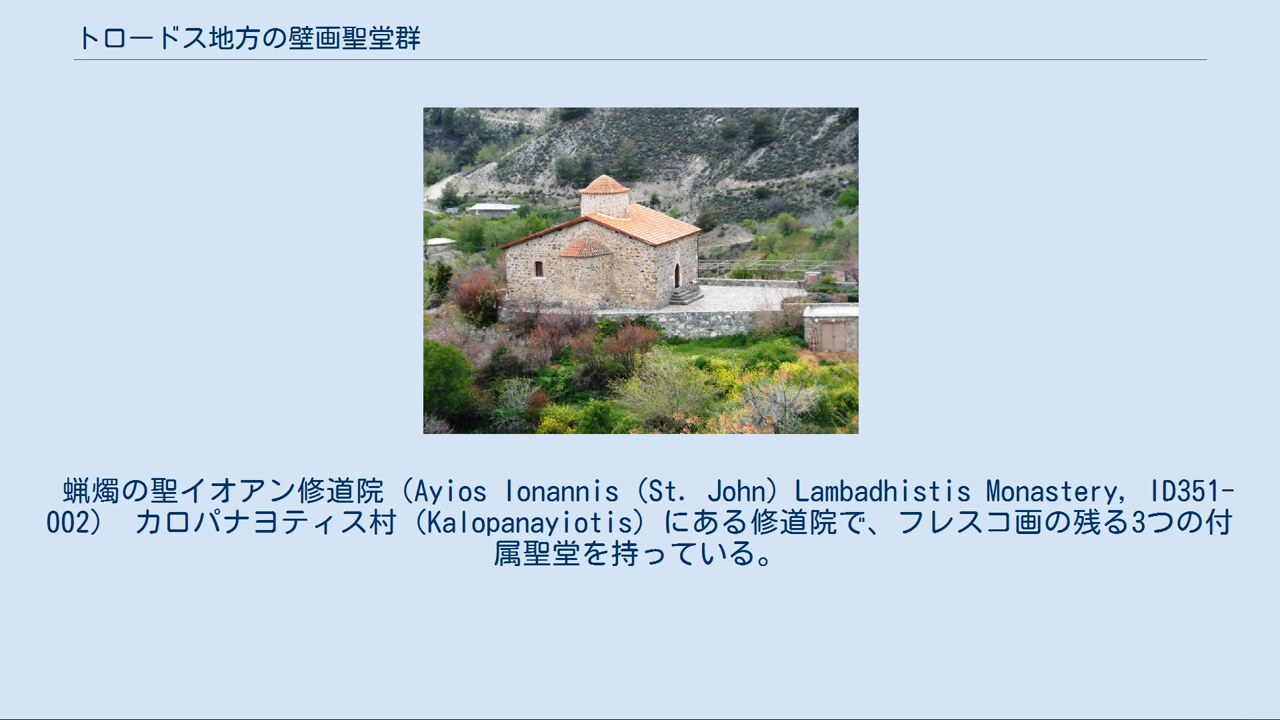 トロードス地方の壁画聖堂群
蝋燭の聖イオアン修道院（Ayios Ionannis（St. John）Lambadhistis Monastery, ID351-
002） カロパナヨティス村（Kalopanayiotis）にある修道院で、フレスコ画の残る3つの付
属聖堂を持っている。